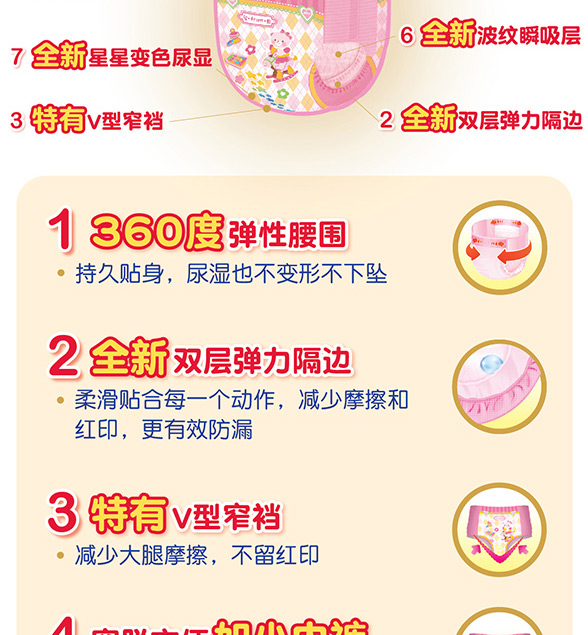 6 全新波纹瞬吸层
7 全新星星变色尿显
3 特有V型窄裆
2 全新双层弹力隔边
1 360度弹性腰围
• 持久贴身，尿湿也不变形不下坠
2 全新双层弹力隔边
• 柔滑贴合每一个动作，减少摩擦和
红印，更有效防漏
3 特有V型窄裆
• 减少大腿摩擦，不留红印